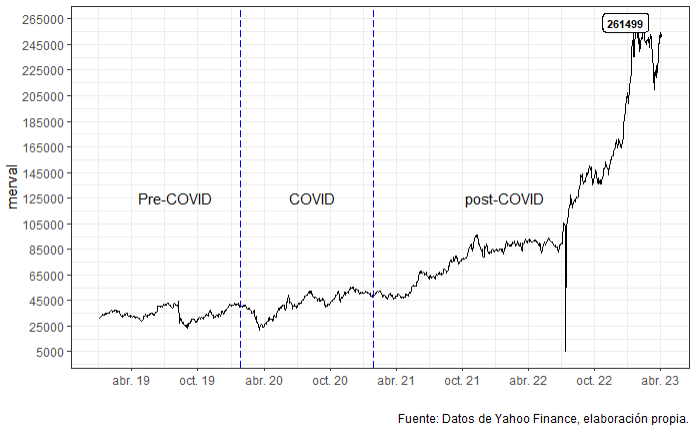 261499
265000
245000
225000
205000
185000
165000
145000
125000
105000
85000
65000
45000
25000
5000
merval
Pre-COVID
COVID
post-COVID
abr. 19
oct. 19
abr. 20
oct. 20
abr. 21
oct. 21
abr. 22
oct. 22
abr. 23
Fuente: Datos de Yahoo Finance, elaboración propia.